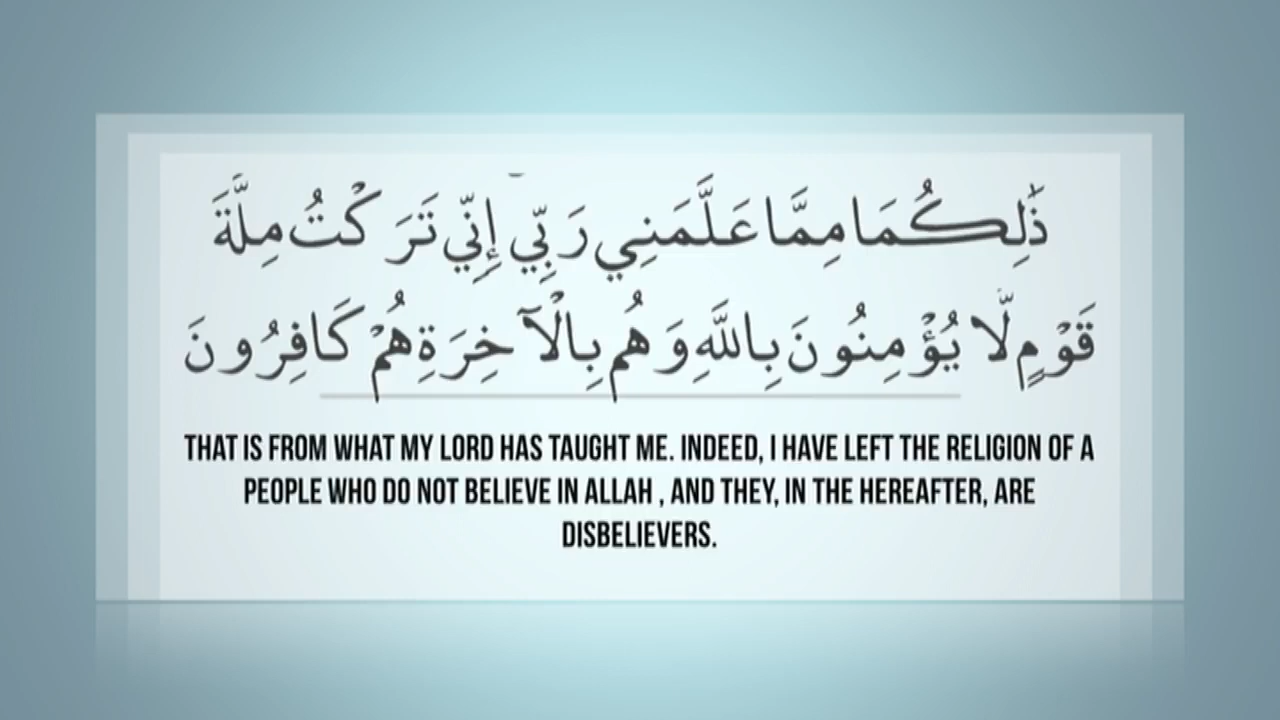 ذَٰلِكُمَا مِمَّا عَلَّمَنِي رَبِّيٓ إِنِّي تَرَكْتُ مِلَّةَ
قَوْمٍ لَّا يُؤْمِنُونَ بِاللَّهِ وَهُم بِالْآخِرَةِ هُمْ كَافِرُونَ
THAT IS FROM WHAT MY LORD HAS TAUGHT ME. INDEED, I HAVE LEFT THE RELIGION OF A
PEOPLE WHO DO NOT BELIEVE IN ALLAH , AND THEY, IN THE HEREAFTER, ARE
DISBELIEVERS.